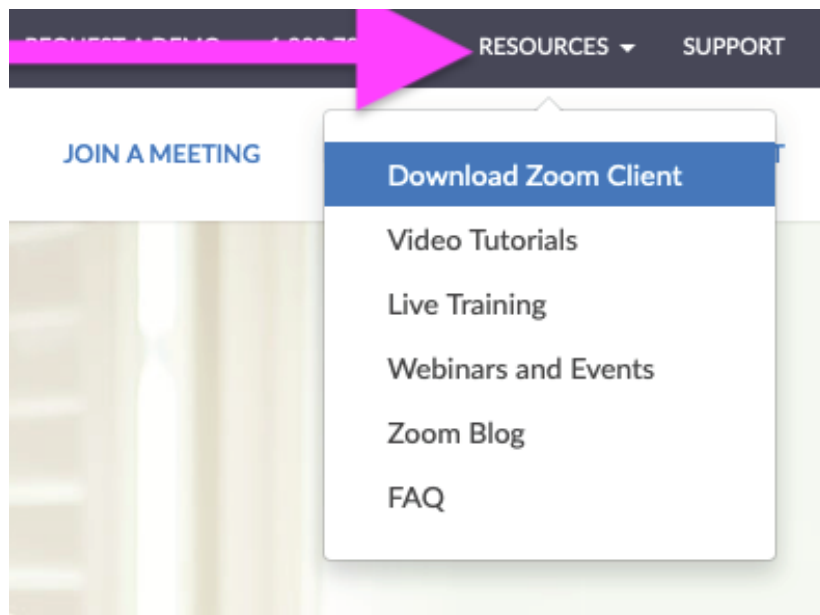 RESOURCES SUPPORT
JOIN A MEETING
Download Zoom Client
Video Tutorials
Live Training
Webinars and Events
Zoom Blog
FAQ